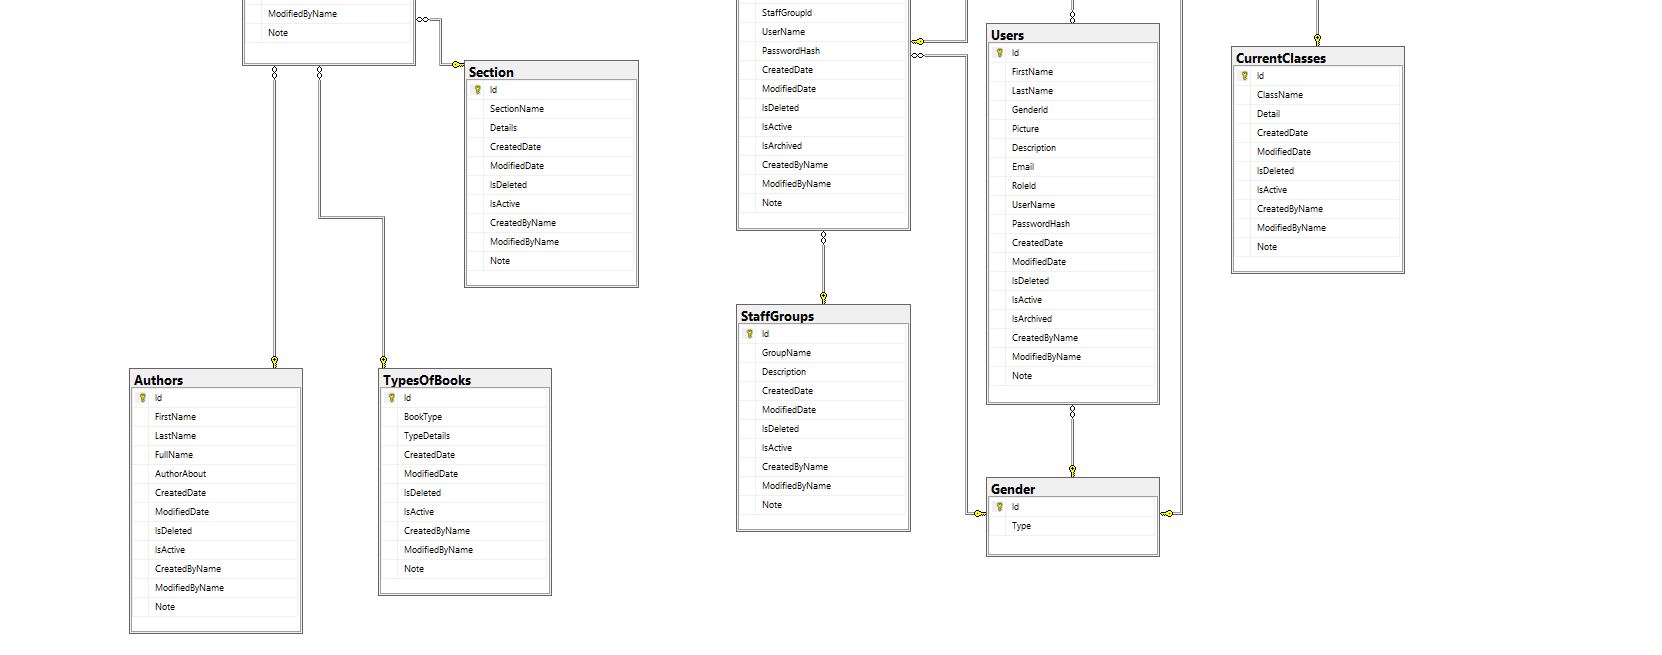 ModifiedByName
Note
Section
Id
SectionName
Details
CreatedDate
ModifiedDate
IsDeleted
IsActive
CreatedByName
ModifiedByName
Note
Authors
Id
FirstName
LastName
FullName
AuthorAbout
CreatedDate
ModifiedDate
IsDeleted
IsActive
CreatedByName
ModifiedByName
Note
TypesOfBooks
Id
BookType
TypeDetails
CreatedDate
ModifiedDate
IsDeleted
IsActive
CreatedByName
ModifiedByName
Note
StaffGroupId
UserName
PasswordHash
CreatedDate
ModifiedDate
IsDeleted
IsActive
IsArchived
CreatedByName
ModifiedByName
Note
StaffGroups
Id
GroupName
Description
CreatedDate
ModifiedDate
IsDeleted
IsActive
CreatedByName
ModifiedByName
Note
Users
Id
FirstName
LastName
GenderId
Picture
Description
Email
RoleId
UserName
PasswordHash
CreatedDate
ModifiedDate
IsDeleted
IsActive
IsArchived
CreatedByName
ModifiedByName
Note
Gender
Id
Type
CurrentClasses
Id
ClassName
Detail
CreatedDate
ModifiedDate
IsDeleted
IsActive
CreatedByName
ModifiedByName
Note